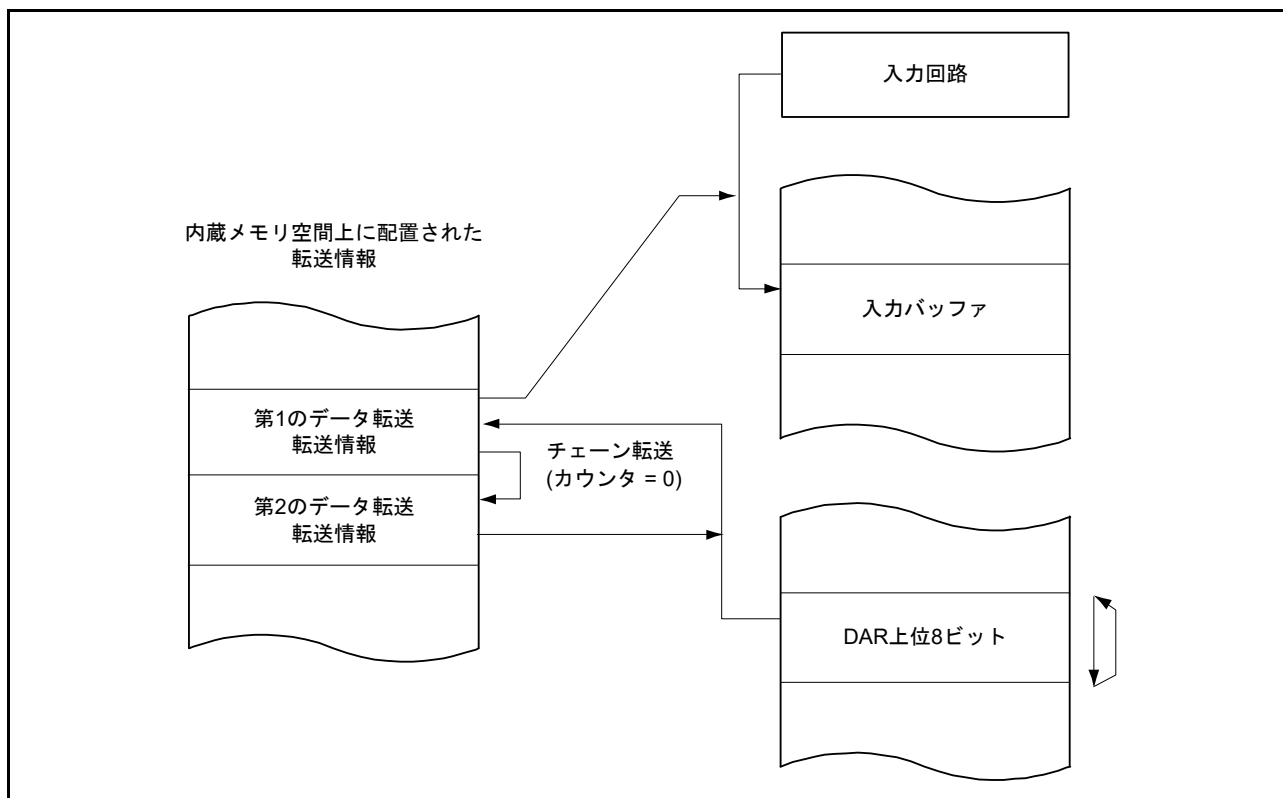 入力回路
内蔵メモリ空間上に配置された
転送情報
入力バッファ
第1のデータ転送
転送情報
チェーン転送
(カウンタ = 0)
第2のデータ転送
転送情報
DAR上位8ビット